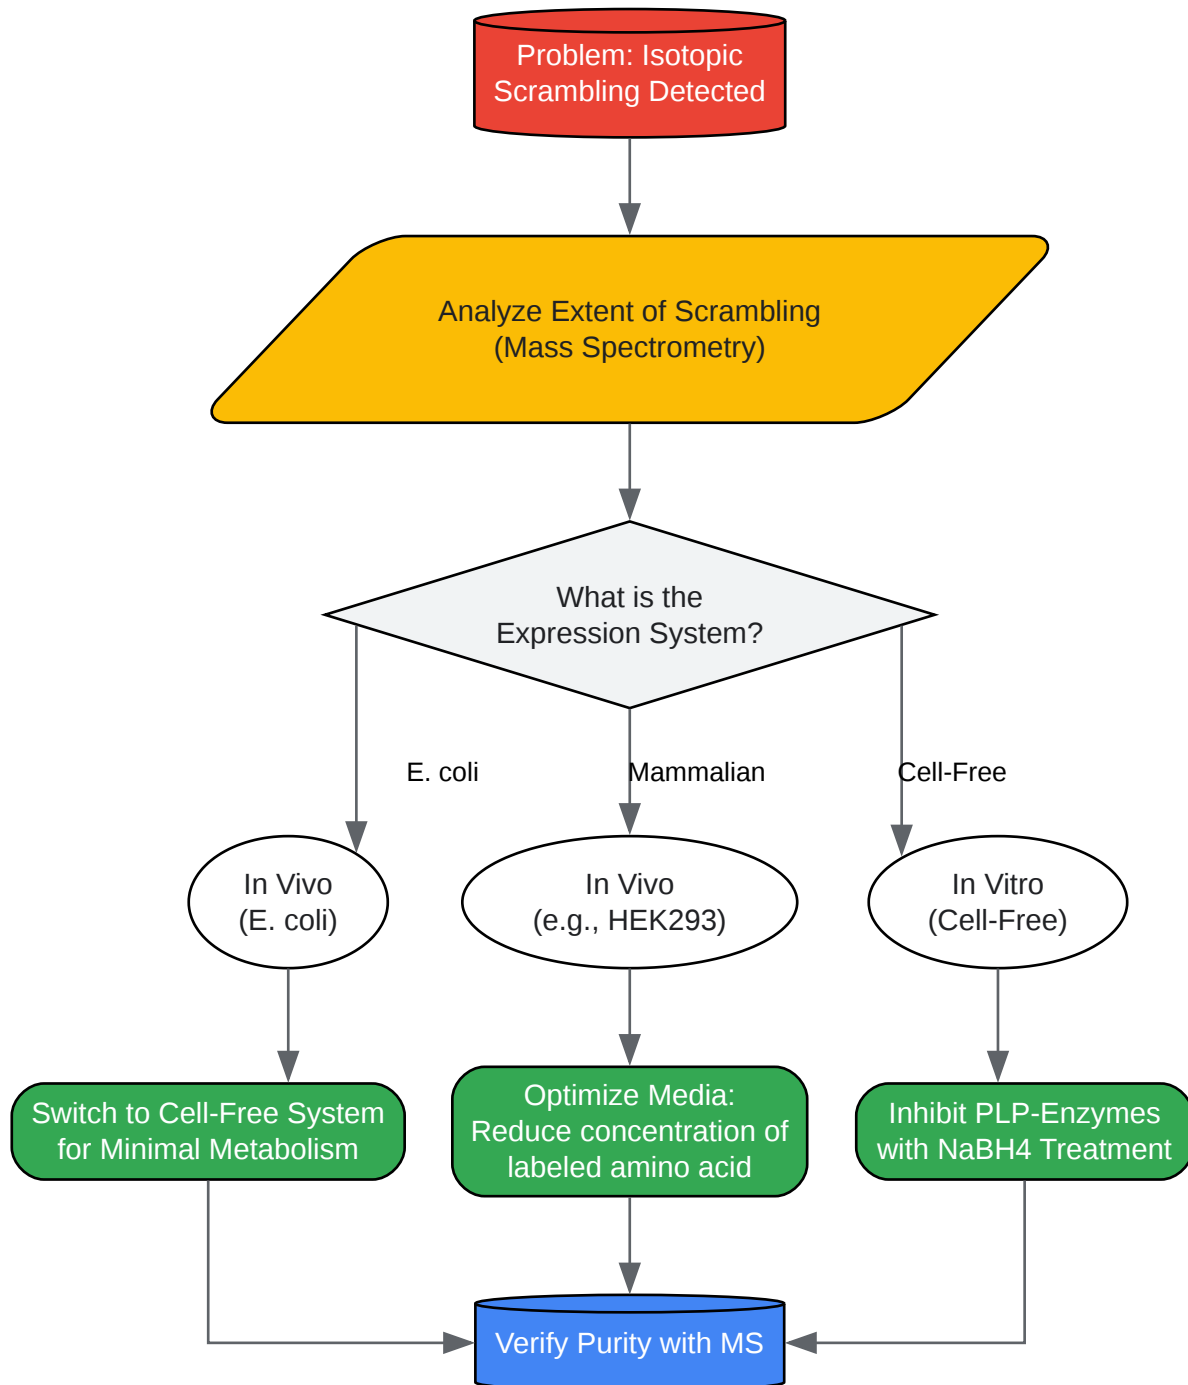 Problem: Isotopic
Scrambling Detected
Analyze Extent of Scrambling
(Mass Spectrometry)
What is the
Expression System?
E. coli
Mammalian
Cell-Free
In Vivo
(E. coli)
In Vivo
(e.g., HEK293)
In Vitro
(Cell-Free)
Switch to Cell-Free System
for Minimal Metabolism
Optimize Media:
Reduce concentration of
labeled amino acid
Inhibit PLP-Enzymes
with NaBH4 Treatment
Verify Purity with MS